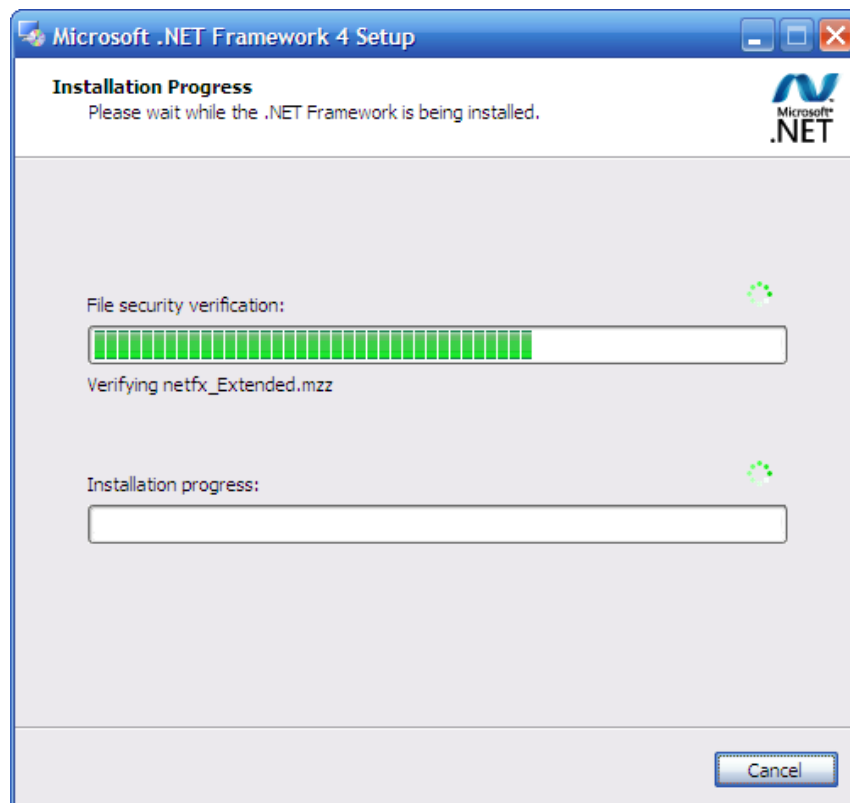 Microsoft .NET Framework 4 Setup
Installation Progress
Please wait while the .NET Framework is being installed.
Microsoft®
.NET
File security verification:
Verifying netfx_Extended.mzz
Installation progress:
Cancel